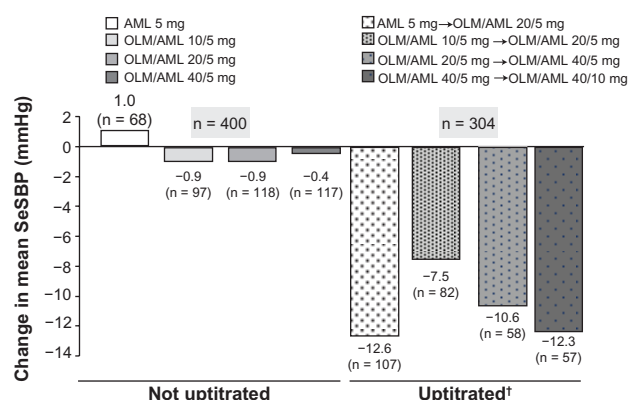 AML 5 mg
OLM/AML 10/5 mg
OLM/AML 20/5 mg
OLM/AML 40/5 mg
AML 5 mg→OLM/AML 20/5 mg
OLM/AML 10/5 mg →OLM/AML 20/5 mg
OLM/AML 20/5 mg →OLM/AML 40/5 mg
OLM/AML 40/5 mg →OLM/AML 40/10 mg
Change in mean SeSBP (mmHg)
2
0
−2
−4
−6
−8
−10
−12
−14
1.0
(n = 68)
n = 400
n = 304
−0.9
(n = 97)
−0.9
(n = 118)
−0.4
(n = 117)
−12.6
(n = 107)
−7.5
(n = 82)
−10.6
(n = 58)
−12.3
(n = 57)
Not uptitrated
Uptitrated†